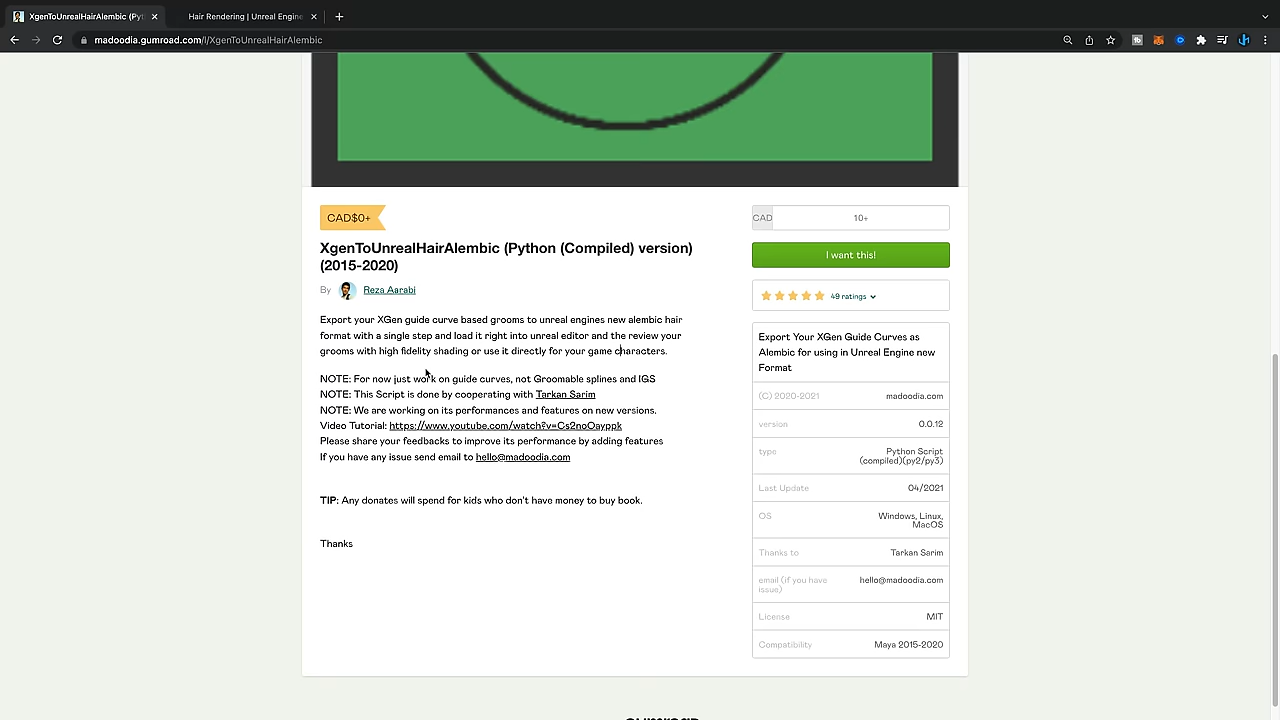 XgenToUnrealHairAlembic (Pyt
Hair Rendering | Unreal Engine
madoodia.gumroad.com/l/XgenToUnrealHairAlembic
CAD$0+
XgenToUnrealHairAlembic (Python (Compiled) version)
(2015-2020)
By Reza Aarabi
Export your XGen guide curve based grooms to unreal engines new alembic hair
format with a single step and load it right into unreal editor and the review your
grooms with high fidelity shading or use it directly for your game characters.
NOTE: For now just work on guide curves, not Groomable splines and IGS
NOTE: This Script is done by cooperating with Tarkan Sarim
NOTE: We are working on its performances and features on new versions.
Video Tutorial: https://www.youtube.com/watch?v=Cs2noOayppk
Please share your feedbacks to improve its performance by adding features
If you have any issue send email to hello@madoodia.com
TIP: Any donates will spend for kids who don't have money to buy book.
Thanks
CAD 10+
I want this!
49 ratings
Export Your XGen Guide Curves as
Alembic for using in Unreal Engine new
Format
(C) 2020-2021 madoodia.com
version 0.0.12
type Python Script
(compiled)(py2/py3)
Last Update 04/2021
OS Windows, Linux,
MacOS
Thanks to Tarkan Sarim
email (if you have hello@madoodia.com
issue)
License MIT
Compatibility Maya 2015-2020